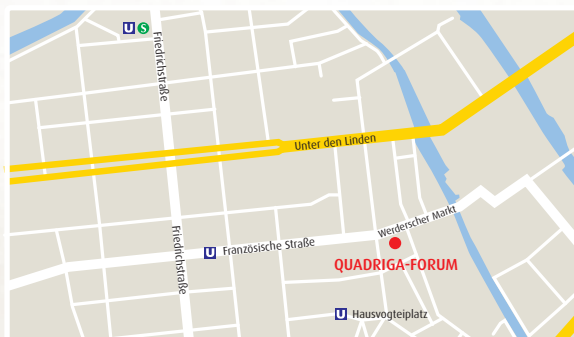 U S
Friedrichstraße
Unter den Linden
Werderscher Markt
Friedrichstraße
U Französische Straße
QUADRIGA-FORUM
U Hausvogteiplatz